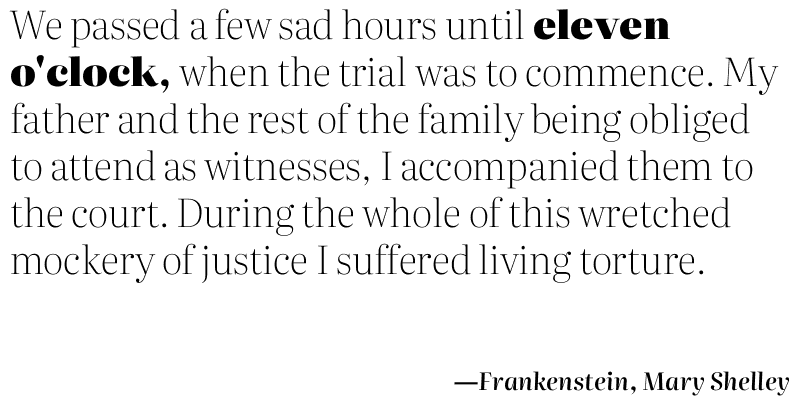 We passed a few sad hours until eleven
o'clock, when the trial was to commence. My
father and the rest of the family being obliged
to attend as witnesses, I accompanied them to
the court. During the whole of this wretched
mockery of justice I suffered living torture.
—Frankenstein, Mary Shelley